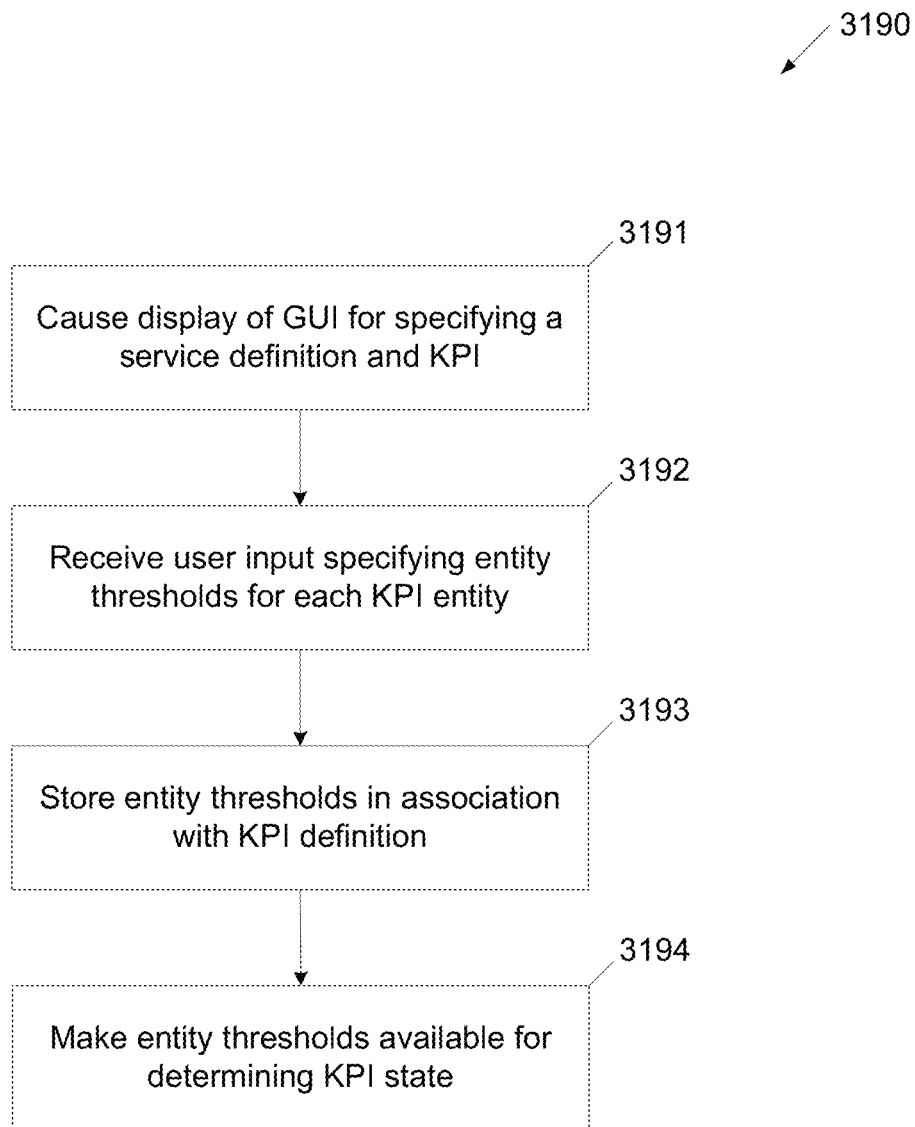 3190
3191
Cause display of GUI for specifying a
service definition and KPI
3192
Receive user input specifying entity
thresholds for each KPI entity
3193
Store entity thresholds in association
with KPI definition
3194
Make entity thresholds available for
determining KPI state